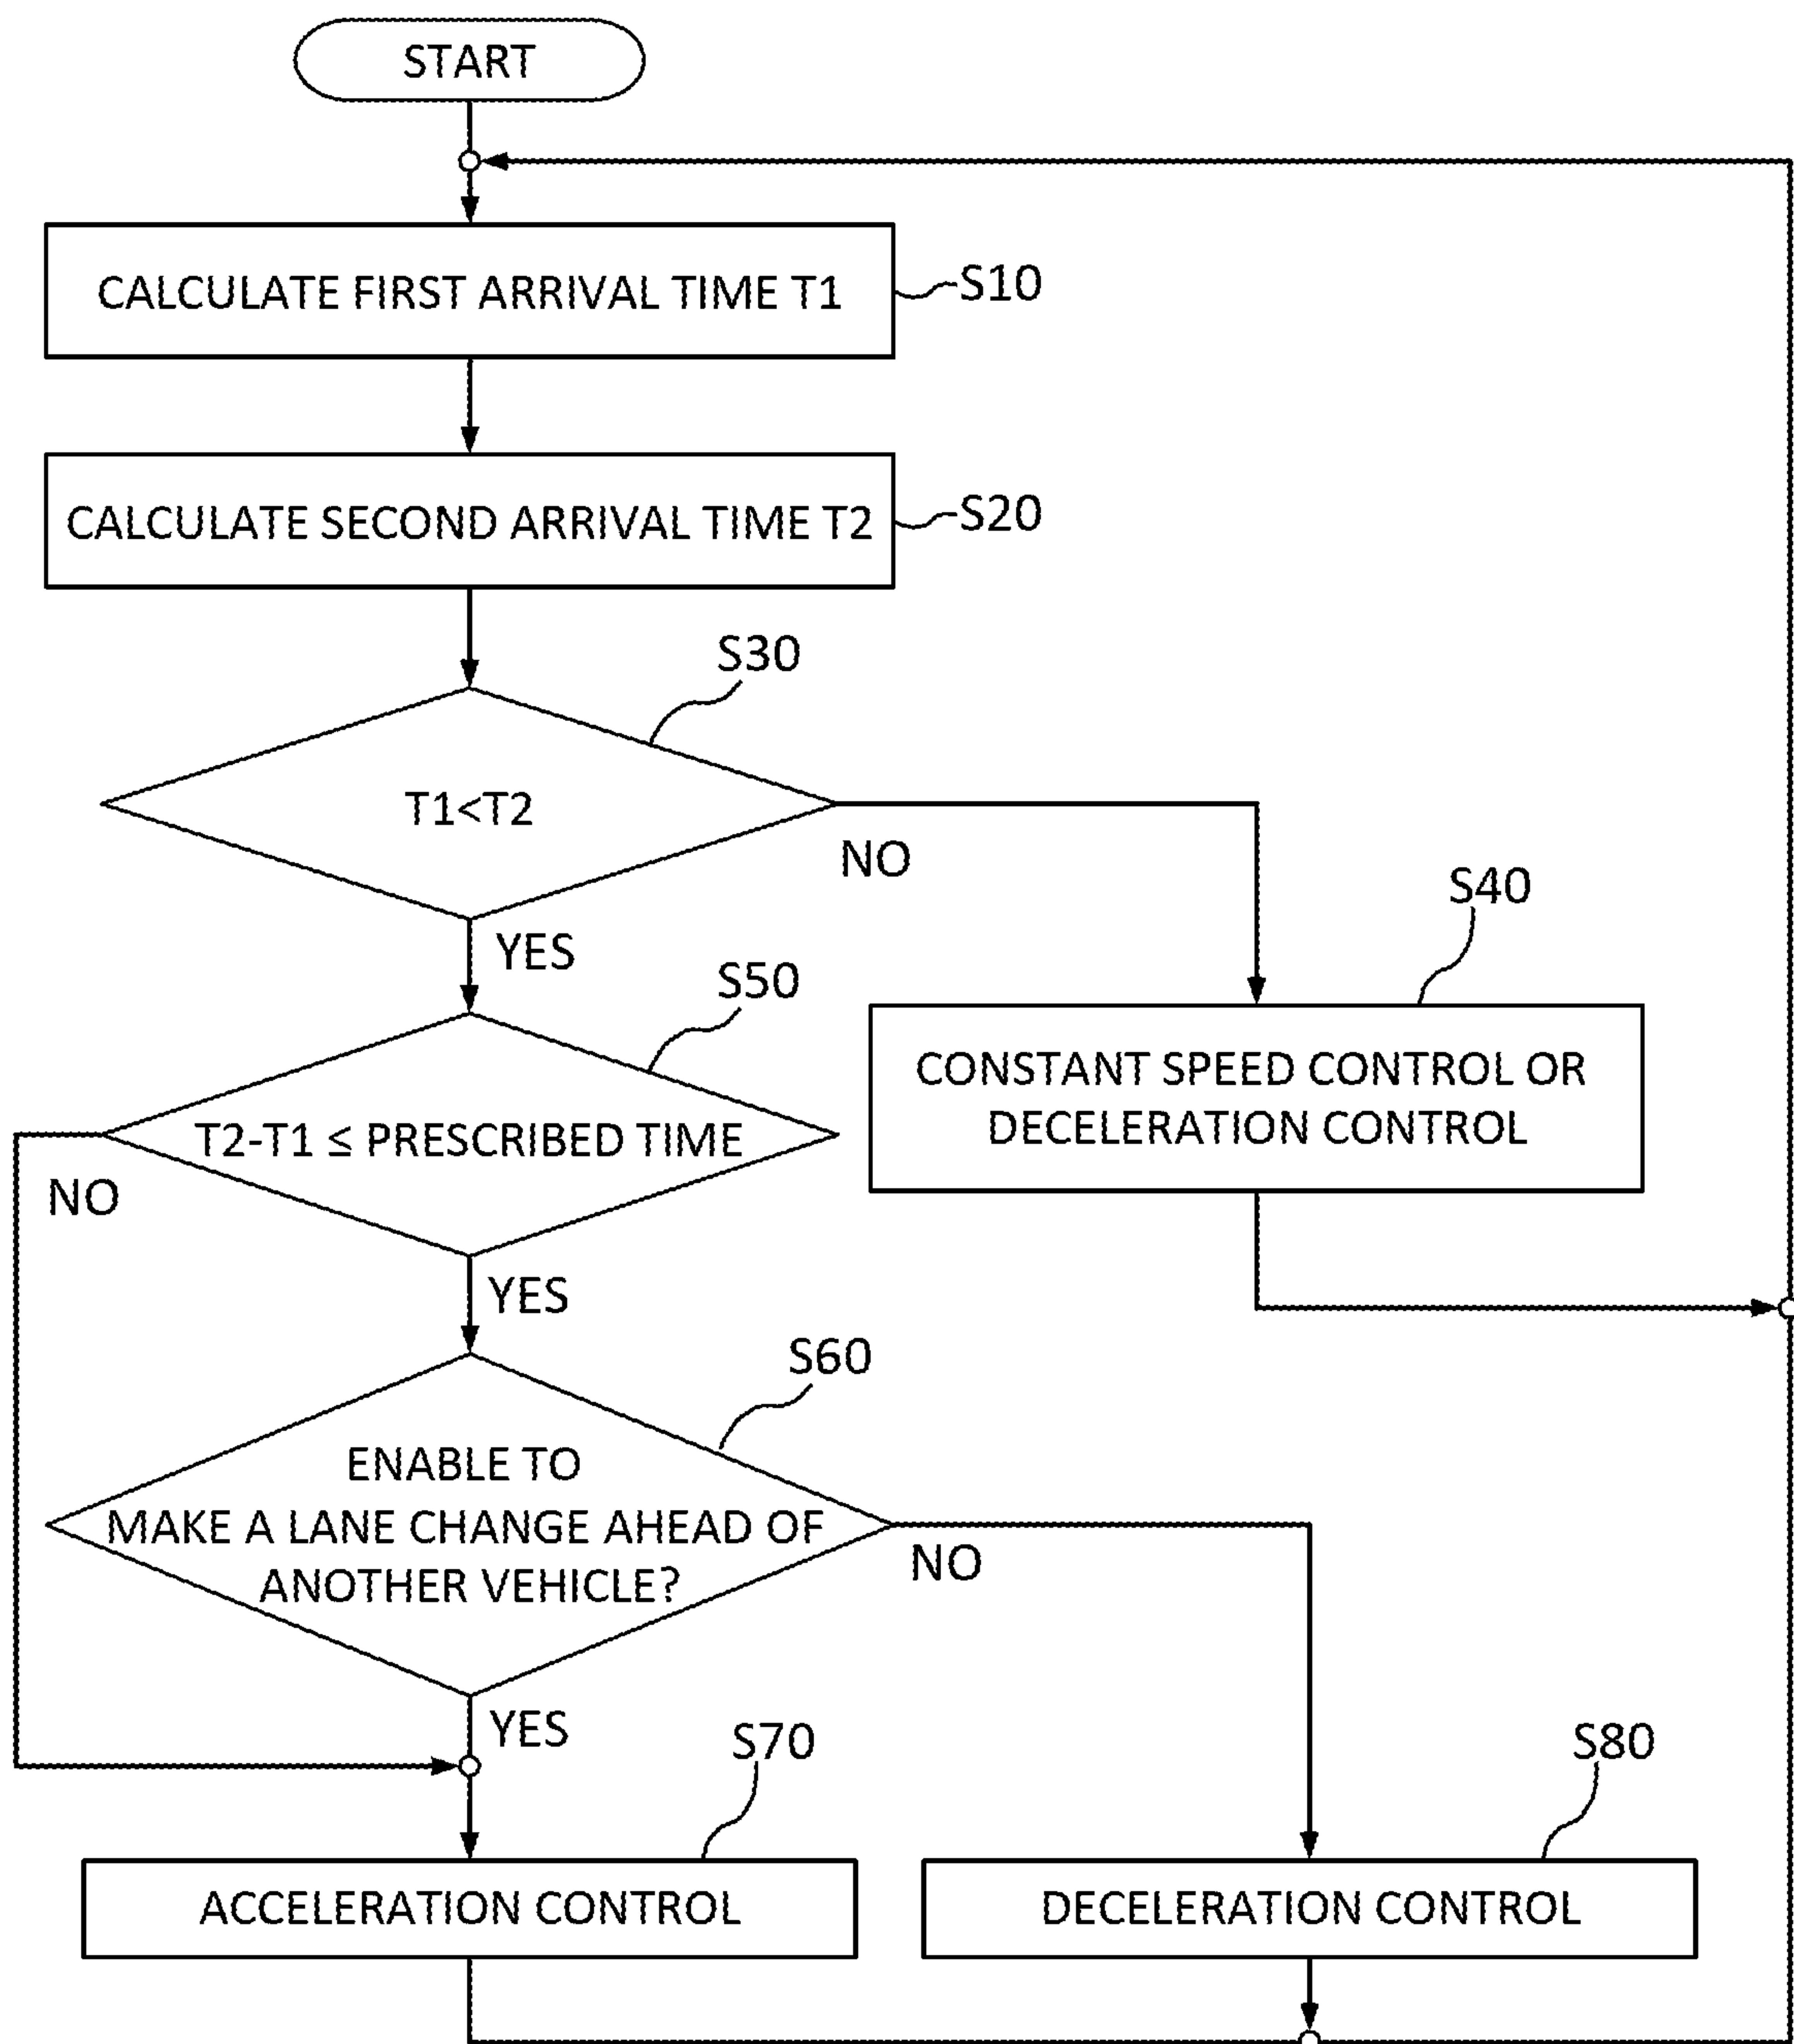 START
CALCULATE FIRST ARRIVAL TIME T1
S10
CALCULATE SECOND ARRIVAL TIME T2
S20
S30
T1<T2
NO
YES
S40
CONSTANT SPEED CONTROL OR
DECELERATION CONTROL
S50
T2-T1 ≤ PRESCRIBED TIME
NO
YES
S60
ENABLE TO
MAKE A LANE CHANGE AHEAD OF
ANOTHER VEHICLE?
NO
YES
S70
ACCELERATION CONTROL
S80
DECELERATION CONTROL